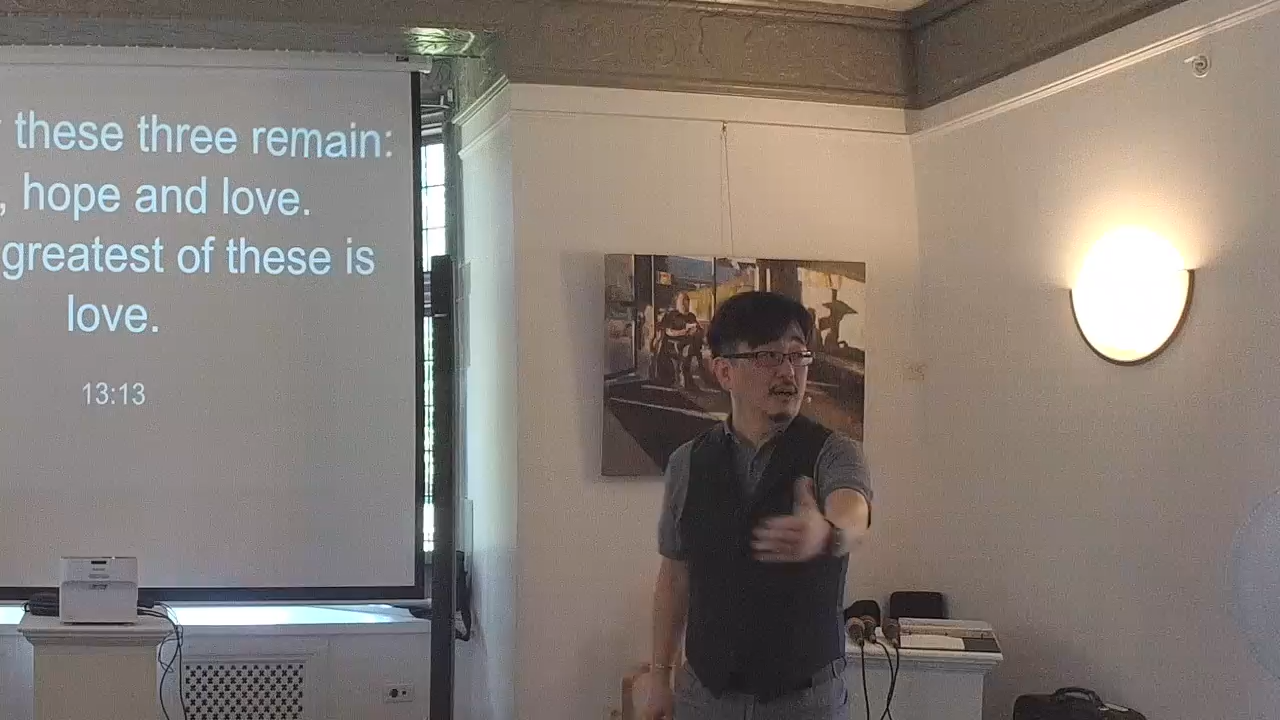 these three remain:
, hope and love.
greatest of these is
love.
13:13